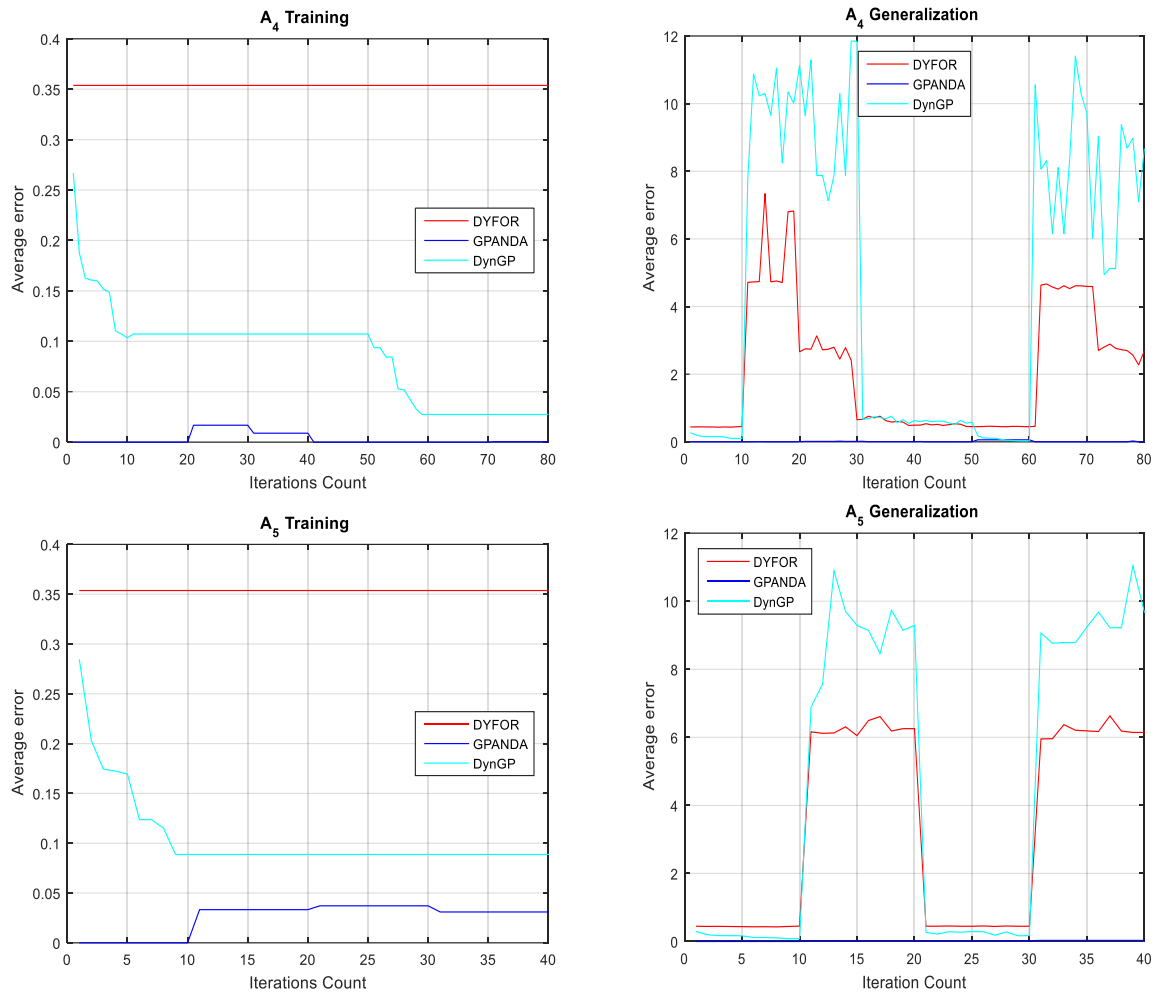 A4 Training
0.4
0.35
0.3
0.25
0.2
0.15
0.1
0.05
0
Average error
DYFOR
GPANDA
DynGP
0 10 20 30 40 50 60 70 80
Iterations Count
A4 Generalization
12
10
8
6
4
2
0
Average error
DYFOR
GPANDA
DynGP
0 10 20 30 40 50 60 70 80
Iteration Count
A5 Training
0.4
0.35
0.3
0.25
0.2
0.15
0.1
0.05
0
Average error
DYFOR
GPANDA
DynGP
0 5 10 15 20 25 30 35 40
Iterations Count
A5 Generalization
12
10
8
6
4
2
0
Average error
DYFOR
GPANDA
DynGP
0 5 10 15 20 25 30 35 40
Iteration Count